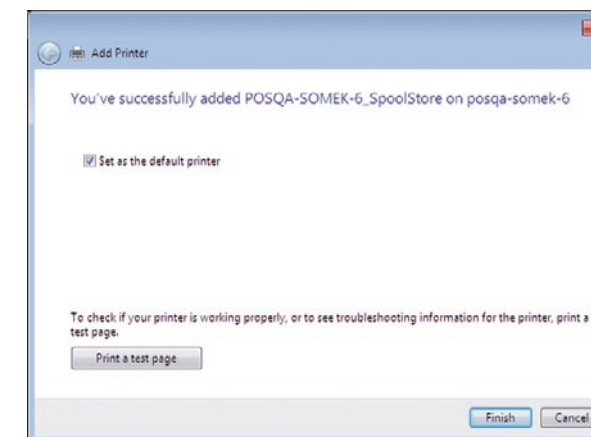 Add Printer
You've successfully added POSQA-SOMEK-6_SpoolStore on posqa-somek-6
Set as the default printer
To check if your printer is working properly, or to see troubleshooting information for the printer, print a
test page.
Print a test page
Finish
Cancel